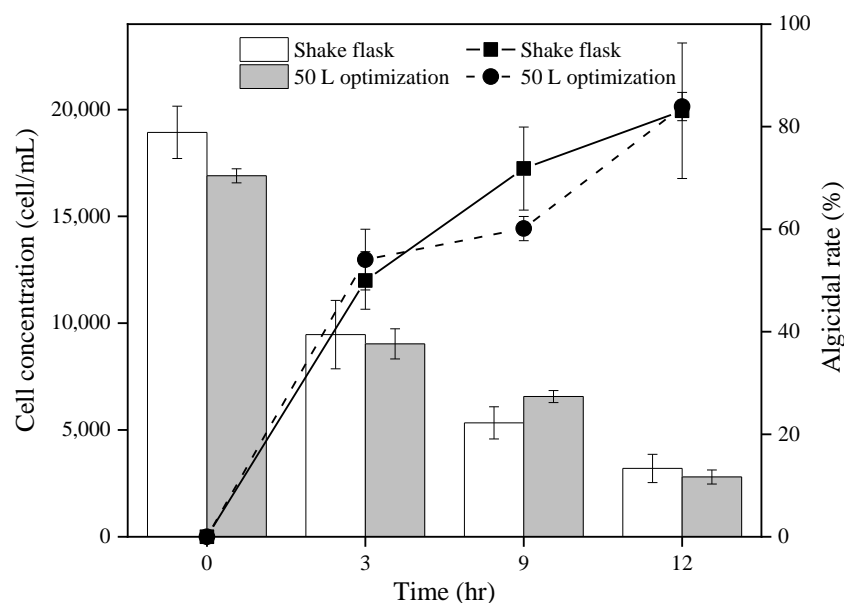 Shake flask
50 L optimization
Shake flask
50 L optimization
Cell concentration (cell/mL)
20,000
15,000
10,000
5,000
0
100
80
60
40
20
0
Algicidal rate (%)
0
3
9
12
Time (hr)